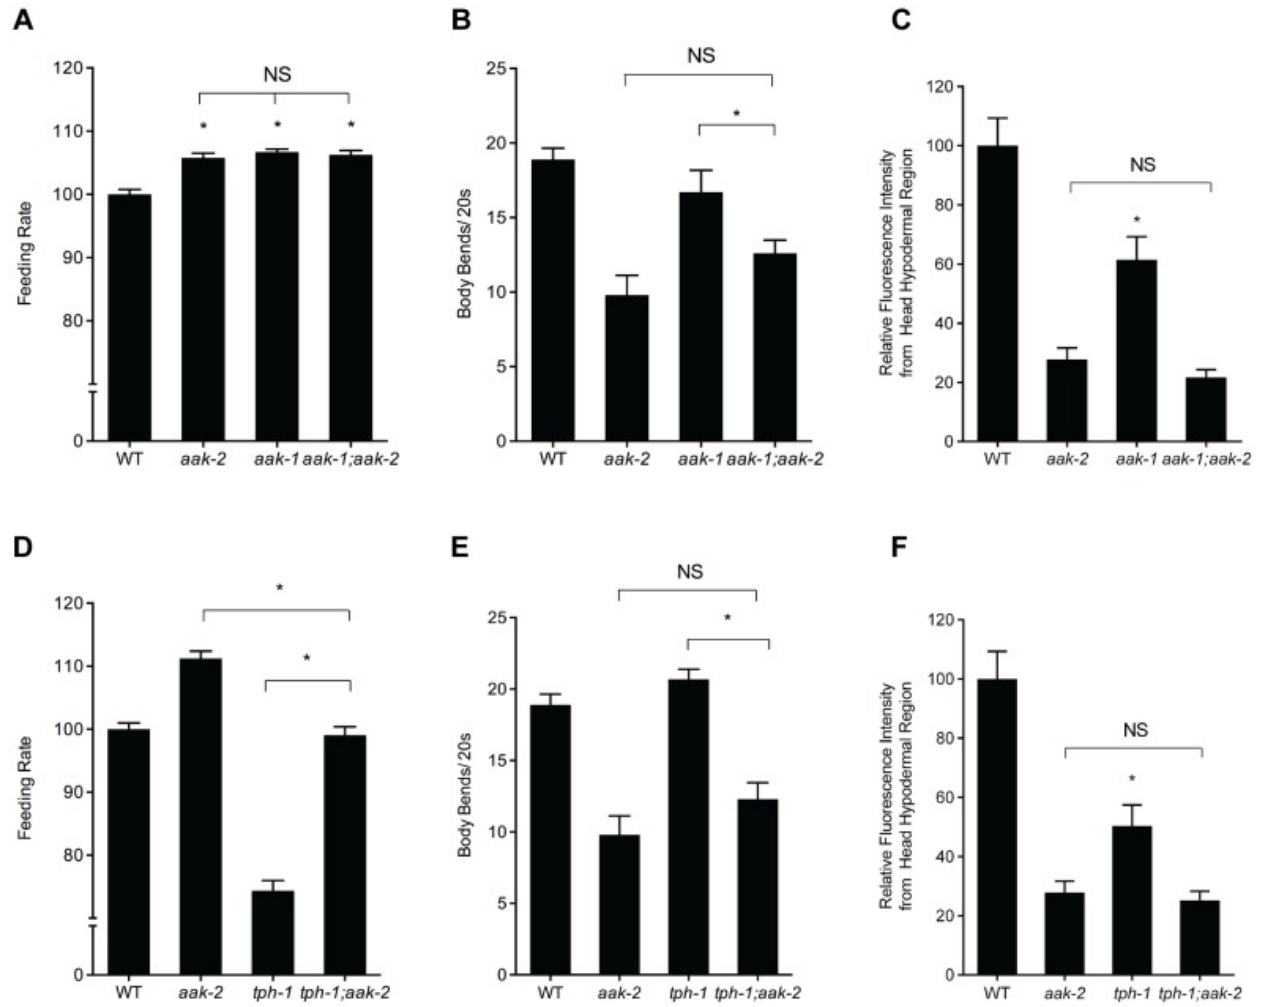 A
120
110
100
90
80
0
Feeding Rate
NS
*
*
*
WT
aak-2
aak-1
aak-1;aak-2
B
25
20
15
10
5
0
Body Bends/ 20s
NS
*
WT
aak-2
aak-1
aak-1;aak-2
C
120
100
80
60
40
20
0
Relative Fluorescence Intensity
from Head Hypodermal Region
NS
*
WT
aak-2
aak-1
aak-1;aak-2
D
120
110
100
90
80
0
Feeding Rate
*
*
WT
aak-2
tph-1
tph-1;aak-2
E
25
20
15
10
5
0
Body Bends/ 20s
NS
*
WT
aak-2
tph-1
tph-1;aak-2
F
120
100
80
60
40
20
0
Relative Fluorescence Intensity
from Head Hypodermal Region
NS
*
WT
aak-2
tph-1
tph-1;aak-2